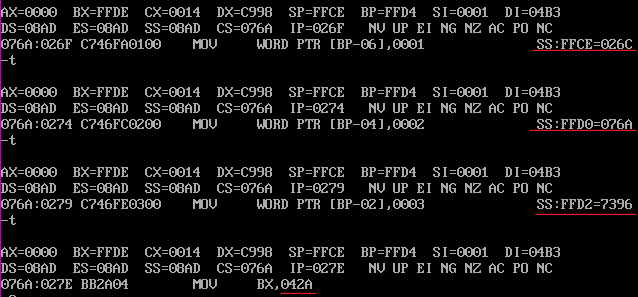 AX=0000 BX=FFDE CX=0014 DX=C998 SP=FFCE BP=FFD4 SI=0001 DI=04B3
DS=08AD ES=08AD SS=08AD CS=076A IP=026F NV UP EI NG NZ AC PO NC
076A:026F C746FA0100 MOV WORD PTR [BP-06],0001 SS:FFCE=026C
-t
AX=0000 BX=FFDE CX=0014 DX=C998 SP=FFCE BP=FFD4 SI=0001 DI=04B3
DS=08AD ES=08AD SS=08AD CS=076A IP=0274 NV UP EI NG NZ AC PO NC
076A:0274 C746FC0200 MOV WORD PTR [BP-04],0002 SS:FFD0=076A
-t
AX=0000 BX=FFDE CX=0014 DX=C998 SP=FFCE BP=FFD4 SI=0001 DI=04B3
DS=08AD ES=08AD SS=08AD CS=076A IP=0279 NV UP EI NG NZ AC PO NC
076A:0279 C746FE0300 MOV WORD PTR [BP-02],0003 SS:FFD2=7396
-t
AX=0000 BX=FFDE CX=0014 DX=C998 SP=FFCE BP=FFD4 SI=0001 DI=04B3
DS=08AD ES=08AD SS=08AD CS=076A IP=027E NV UP EI NG NZ AC PO NC
076A:027E BB2A04 MOV BX,042A